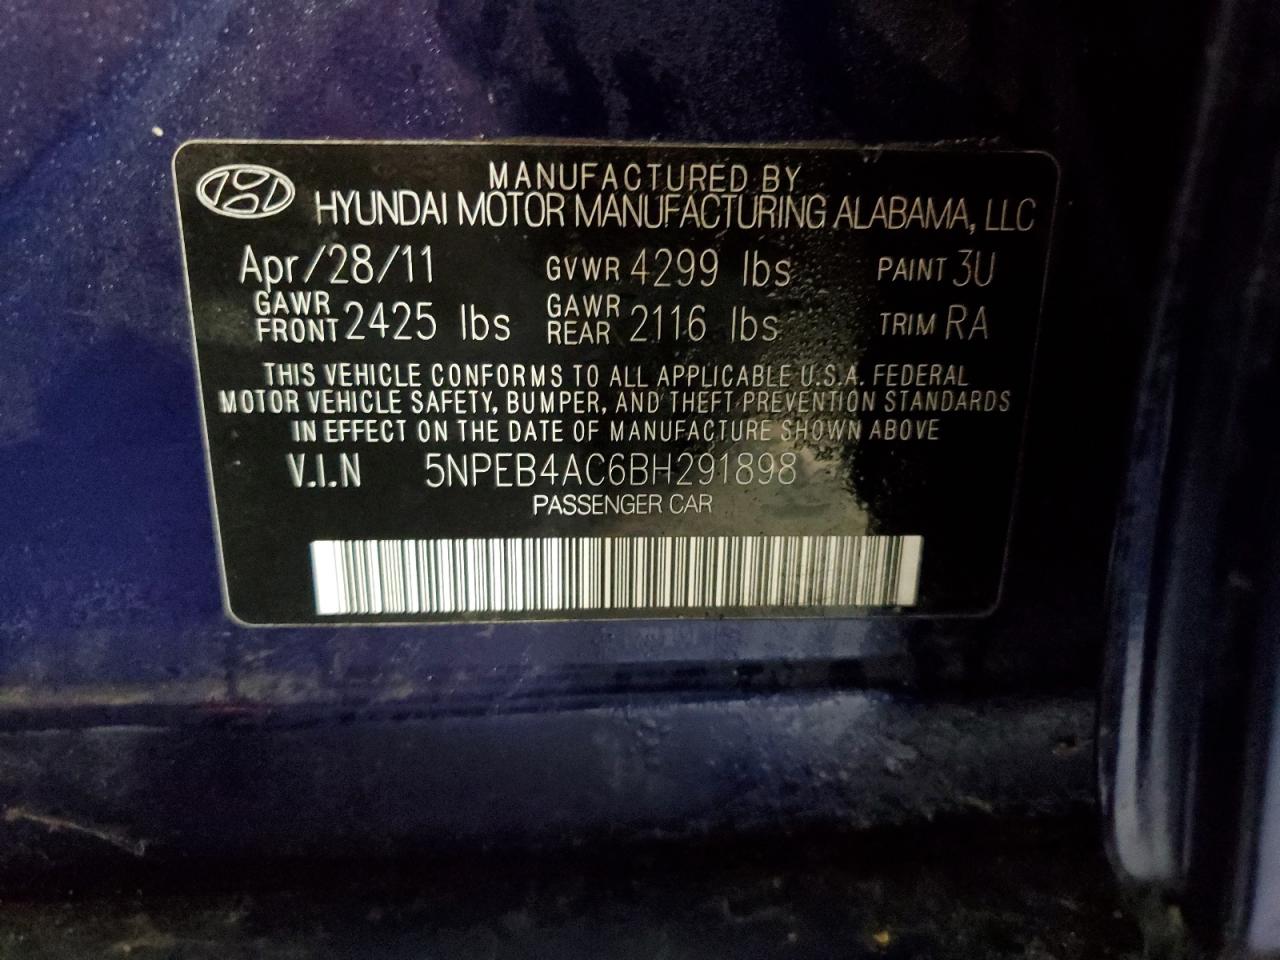 MANUFACTURED BY
HYUNDAI MOTOR MANUFACTURING ALABAMA, LLC
Apr/28/11 GVWR 4299 lbs PAINT 3U
GAWR FRONT 2425 lbs GAWR REAR 2116 lbs TRIM RA
THIS VEHICLE CONFORMS TO ALL APPLICABLE U.S.A. FEDERAL
MOTOR VEHICLE SAFETY, BUMPER, AND THEFT PREVENTION STANDARDS
IN EFFECT ON THE DATE OF MANUFACTURE SHOWN ABOVE
V.I.N 5NPEB4AC6BH291898
PASSENGER CAR